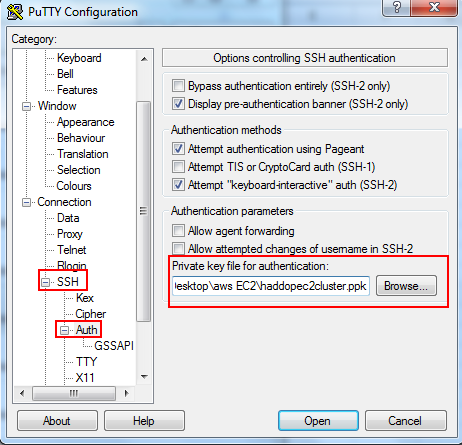 PuTTY Configuration
Category:
Keyboard
Bell
Features
Window
Appearance
Behaviour
Translation
Selection
Colours
Connection
Data
Proxy
Telnet
Rlogin
SSH
Kex
Cipher
Auth
GSSAPI
TTY
X11
Options controlling SSH authentication
Bypass authentication entirely (SSH-2 only)
Display pre-authentication banner (SSH-2 only)
Authentication methods
Attempt authentication using Pageant
Attempt TIS or CryptoCard auth (SSH-1)
Attempt "keyboard-interactive" auth (SSH-2)
Authentication parameters
Allow agent forwarding
Allow attempted changes of username in SSH-2
Private key file for authentication:
esktop\aws EC2\haddopec2cluster.ppk
Browse...
About
Help
Open
Cancel